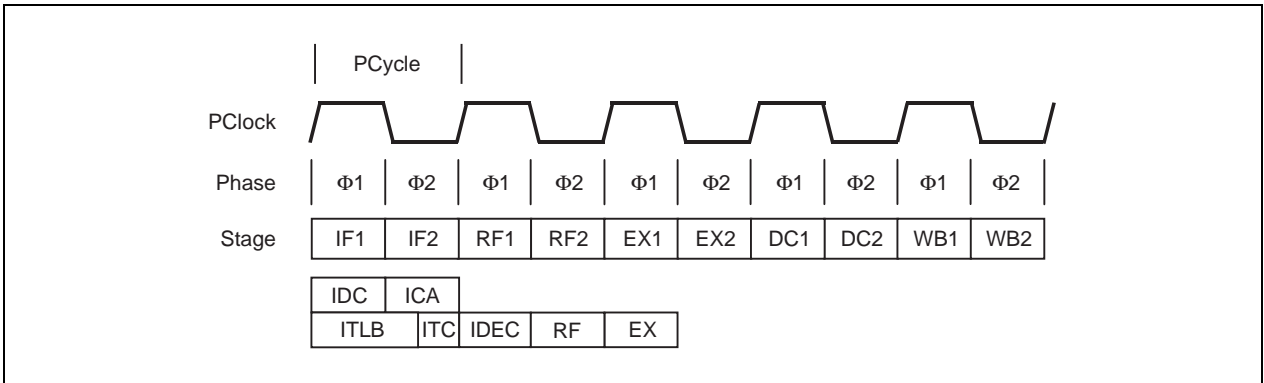 PCycle
PClock
Phase Φ1 Φ2 Φ1 Φ2 Φ1 Φ2 Φ1 Φ2 Φ1 Φ2
Stage IF1 IF2 RF1 RF2 EX1 EX2 DC1 DC2 WB1 WB2
IDC ICA
ITLB ITC IDEC RF EX